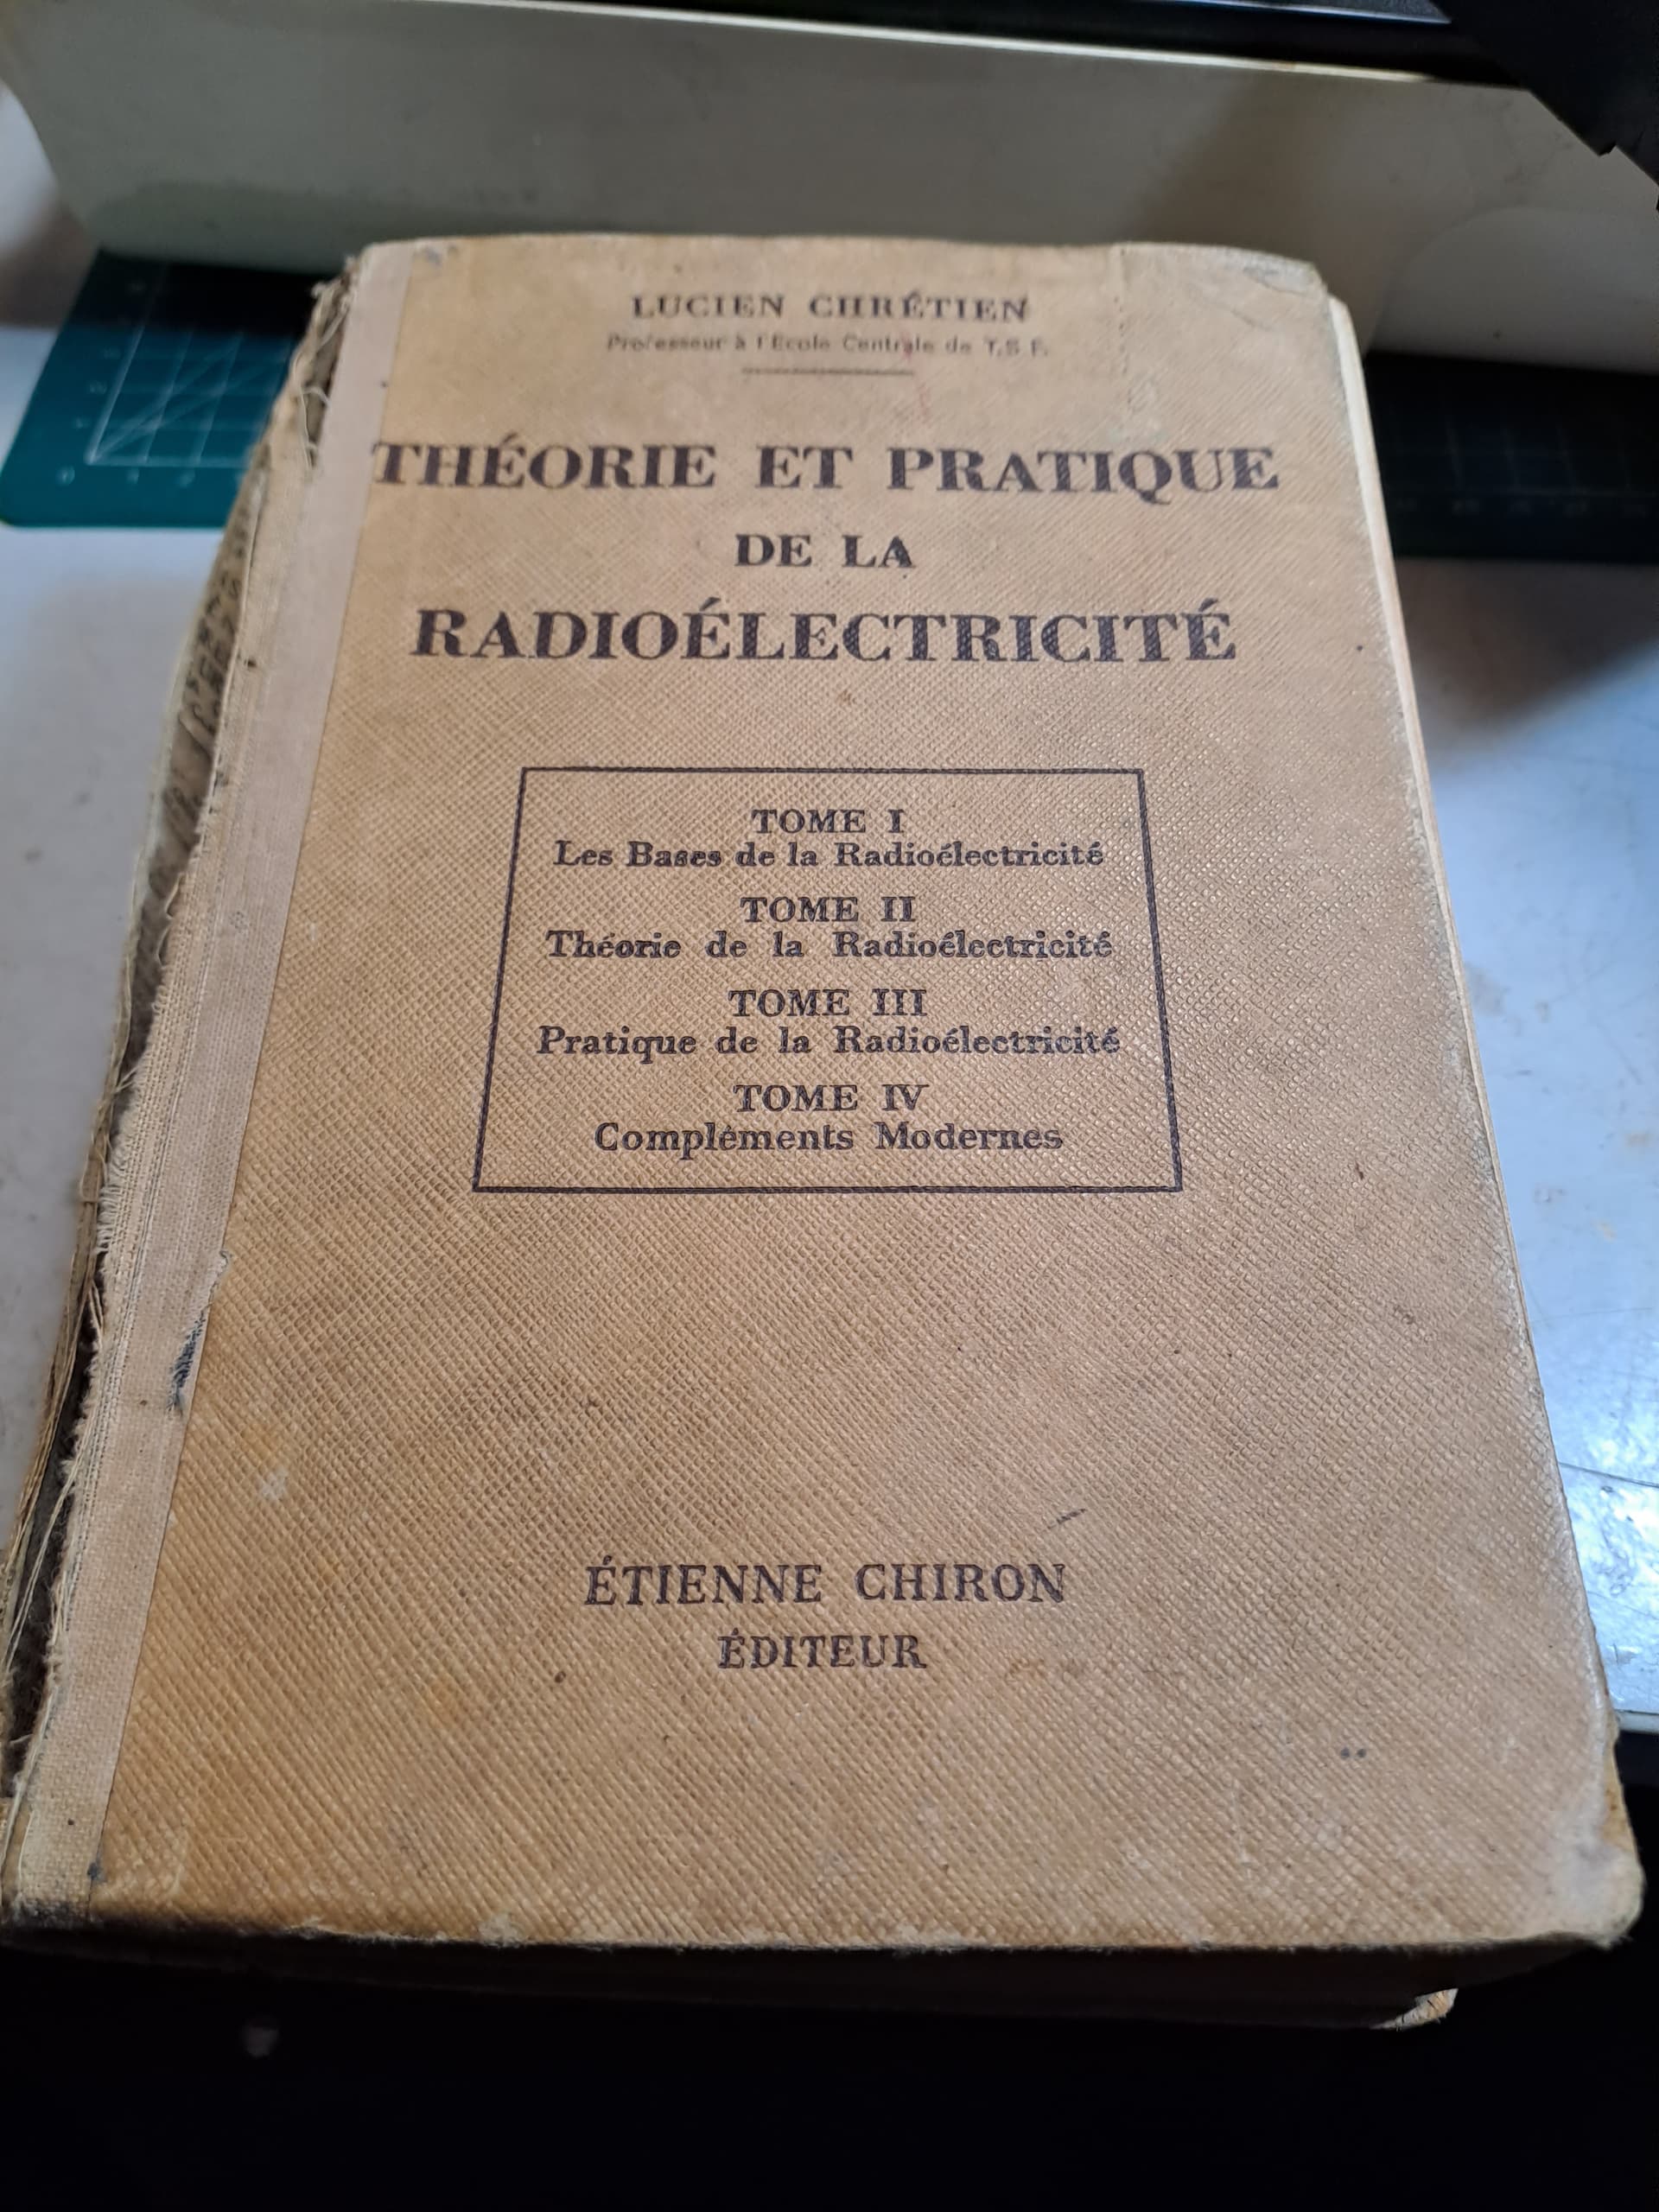 LUCIEN CHRÉTIEN
Professeur à l'Ecole Centrale de T.S.F.
THÉORIE ET PRATIQUE
DE LA
RADIOÉLECTRICITÉ
TOME I
Les Bases de la Radioélectricité
TOME II
Théorie de la Radioélectricité
TOME III
Pratique de la Radioélectricité
TOME IV
Compléments Modernes
ÉTIENNE CHIRON
ÉDITEUR